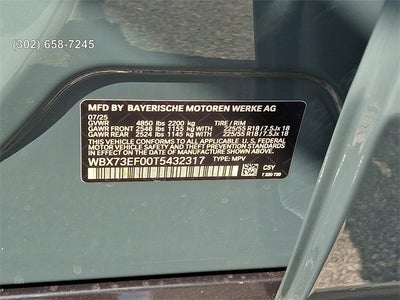 (302) 658-7245
MFD BY BAYERISCHE MOTOREN WERKE AG
07/25
GVWR 4850 lbs 2200 kg TIRE / RIM
GAWR FRONT 2546 lbs 1155 kg WITH 225/55 R18 / 7.5Jx 18
GAWR REAR 2524 lbs 1145 kg WITH 225/55 R18 / 7.5Jx 18
THIS VEHICLE CONFORMS TO ALL APPLICABLE U.S. FEDERAL
MOTOR VEHICLE SAFETY, BUMPER AND THEFT PREVENTION
STANDARDS IN EFFECT ON THE DATE OF MANUFACTURE SHOWN ABOVE.
WBX73EF00T5432317 TYPE: MPV
C5Y